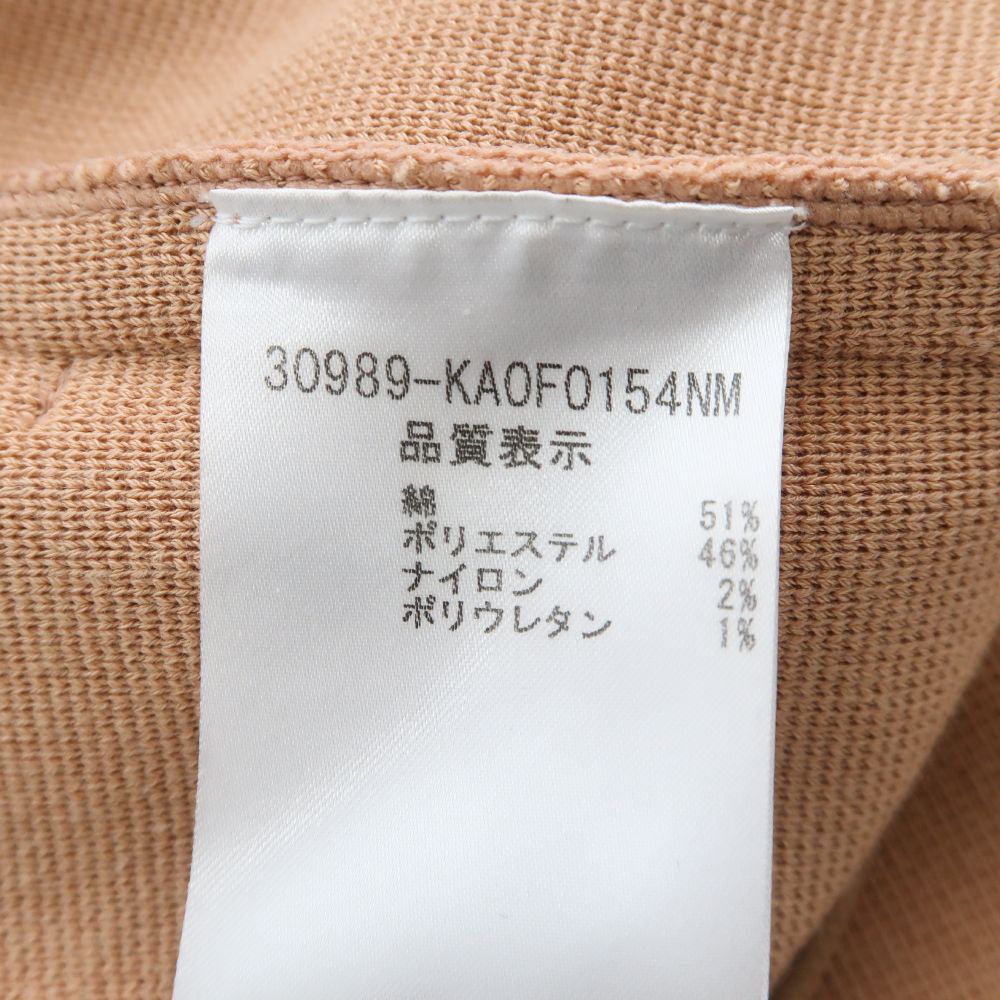 30989-KA0F0154NM
品質表示
綿 51%
ポリエステル 46%
ナイロン 2%
ポリウレタン 1%